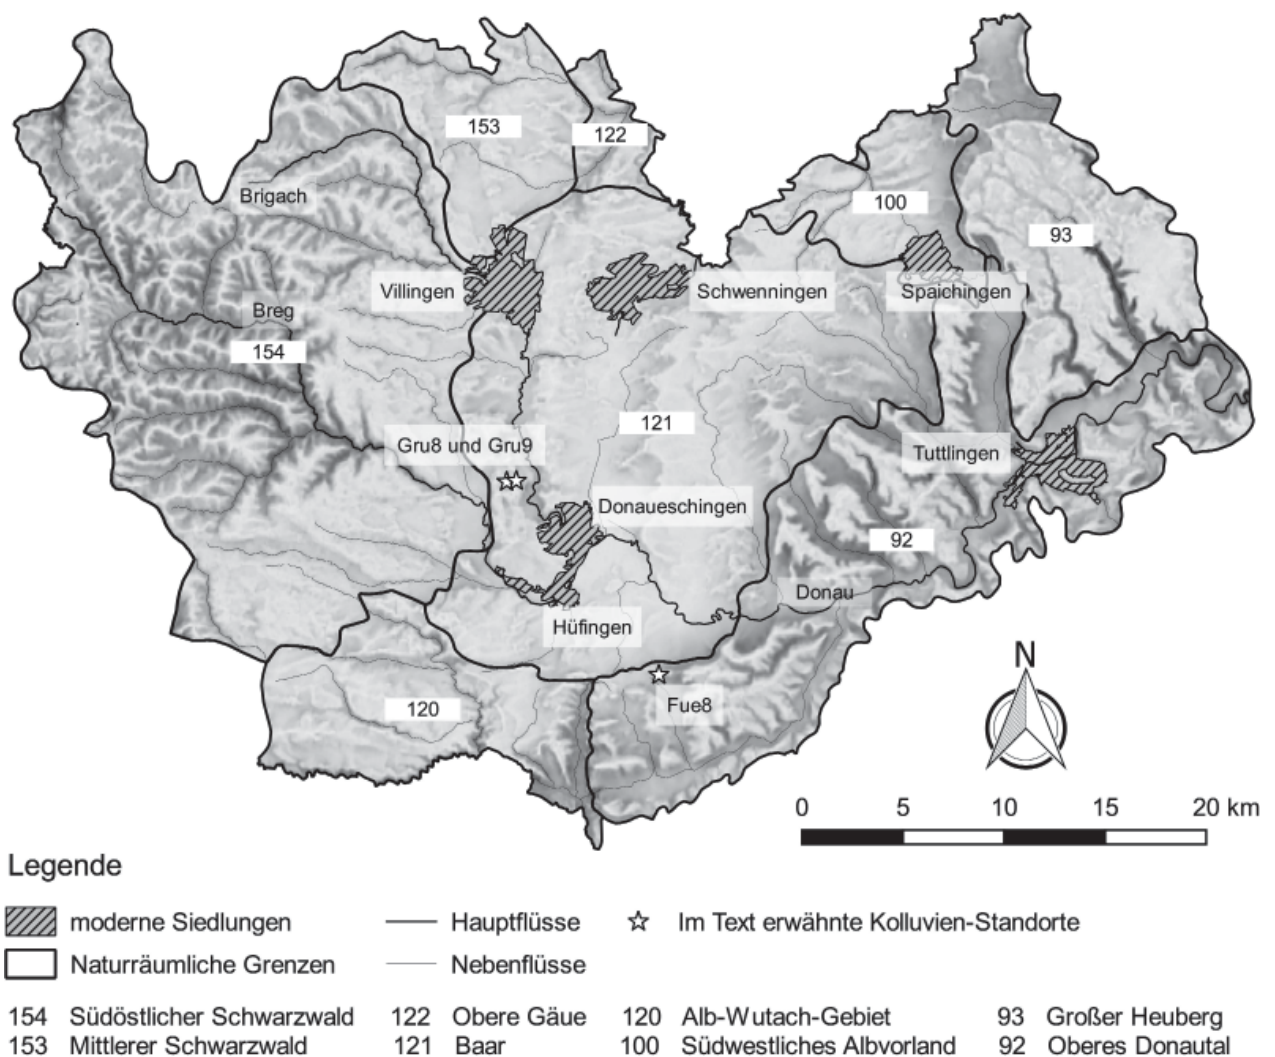 153
122
Brigach
100
93
Villingen
Schwenningen
Spaichingen
Breg
154
121
Gru8 und Gru9
Tuttlingen
Donaueschingen
92
Donau
Hüfingen
N
Fue8
120
0 5 10 15 20 km
Legende
moderne Siedlungen Hauptflüsse Im Text erwähnte Kolluvien-Standorte
Naturräumliche Grenzen Nebenflüsse
154 Südöstlicher Schwarzwald 122 Obere Gäue 120 Alb-Wutach-Gebiet 93 Großer Heuberg
153 Mittlerer Schwarzwald 121 Baar 100 Südwestliches Albvorland 92 Oberes Donautal